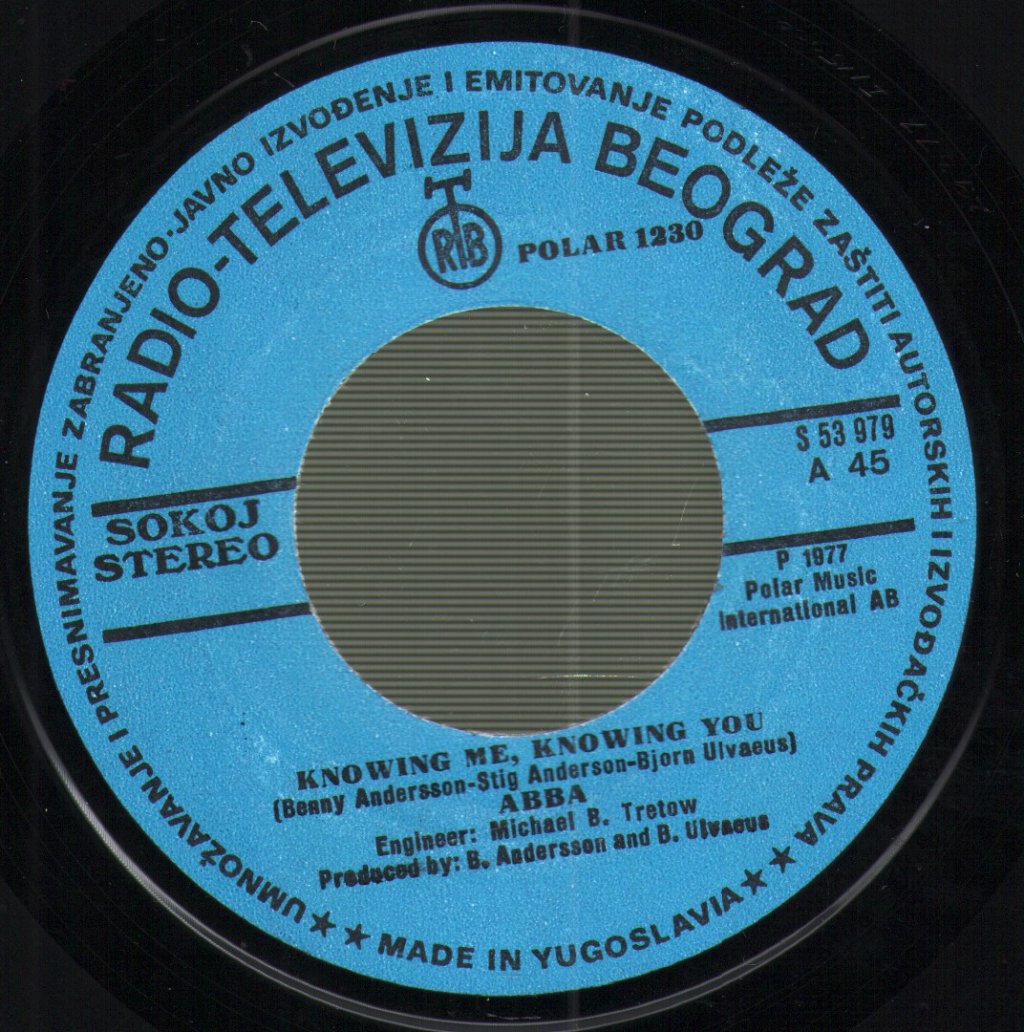 UMNOŽAVANJE I PRESNIMAVANJE ZABRANJENO·JAVNO IZVOĐENJE I EMITOVANJE PODLEŽE ZAŠTITI AUTORSKIH I IZVOĐAČKIH PRAVA
RADIO-TELEVIZIJA BEOGRAD
RTB
POLAR 1230
S 53 979
A 45
SOKOJ
STEREO
P 1977
Polar Music
International AB
KNOWING ME, KNOWING YOU
(Benny Andersson-Stig Anderson-Bjorn Ulvaeus)
ABBA
Engineer: Michael B. Tretow
Produced by: B. Andersson and B. Ulvaeus
★ ★ MADE IN YUGOSLAVIA ★ ★